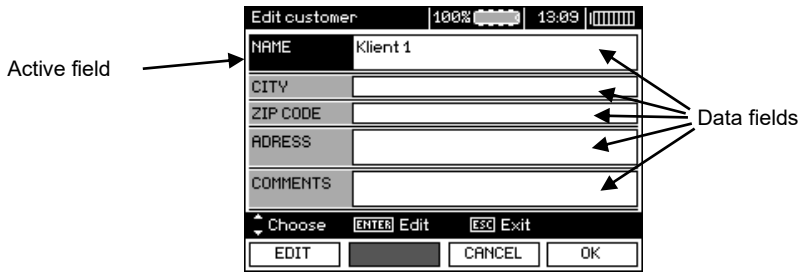 Edit customer 100% 13:09
NAME Klient 1
Active field
CITY
ZIP CODE
Data fields
ADRESS
COMMENTS
Choose ENTER Edit ESC Exit
EDIT CANCEL OK